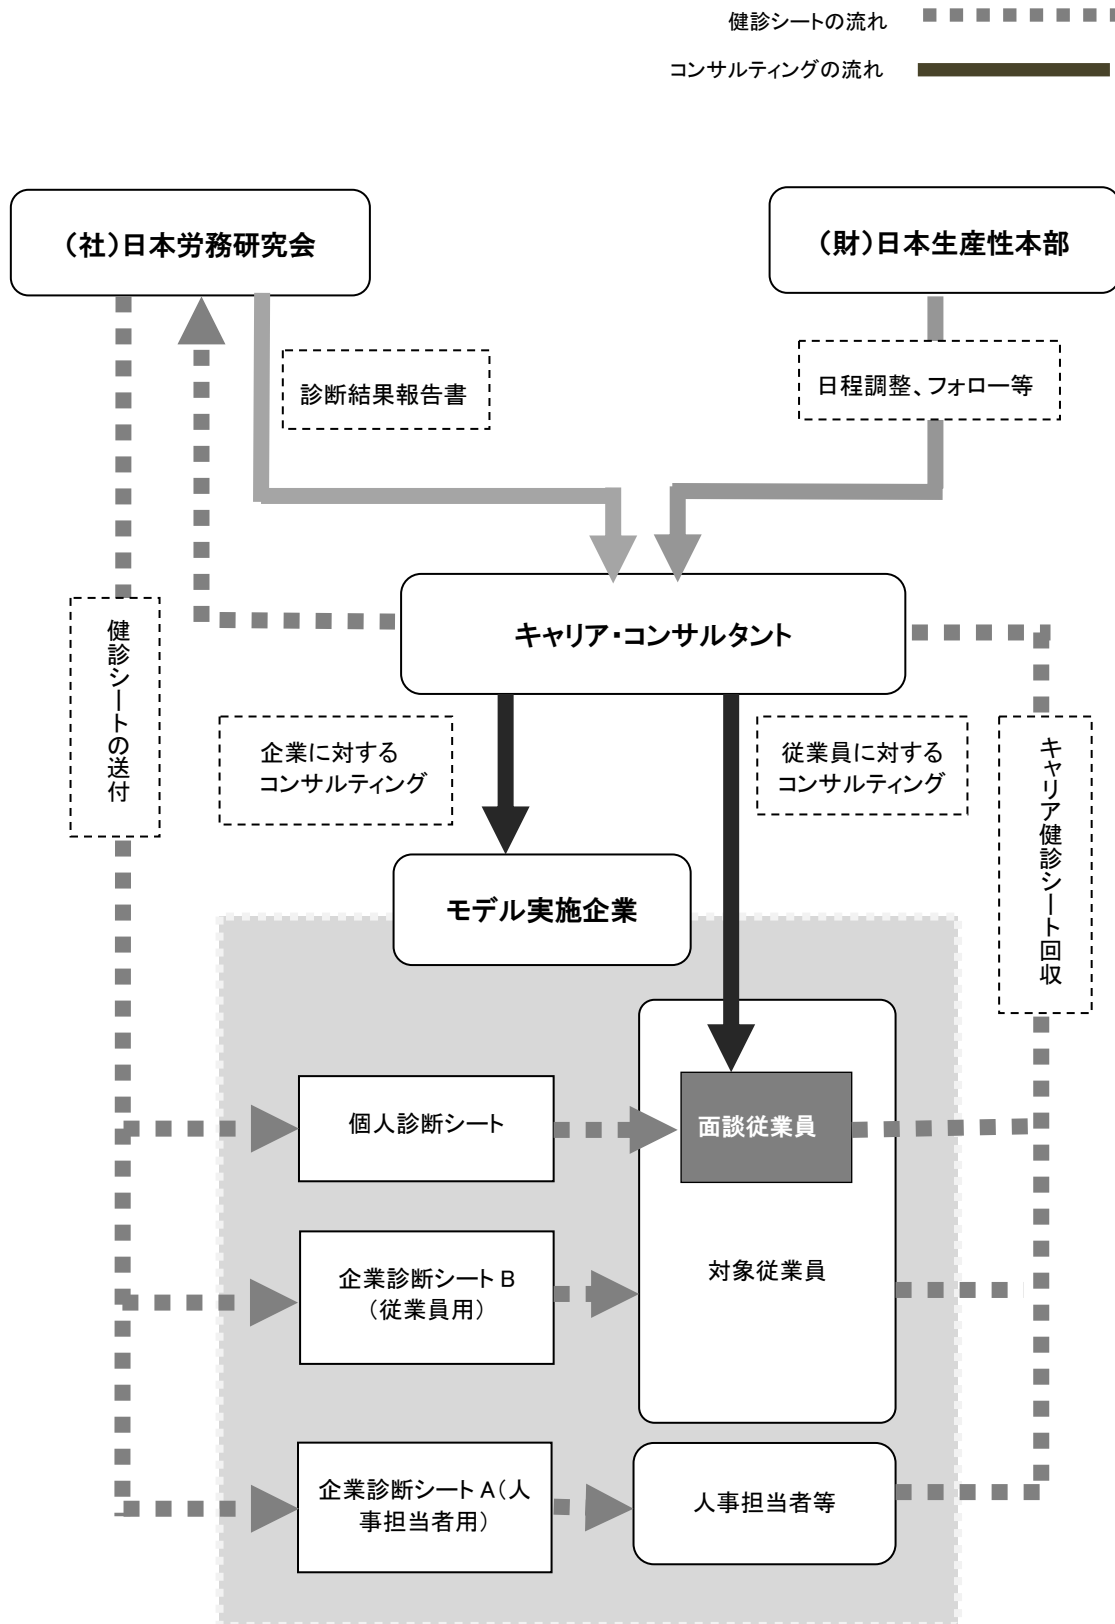 健診シートの流れ
コンサルティングの流れ
（社）日本労務研究会
（財）日本生産性本部
診断結果報告書
日程調整、フォロー等
キャリア・コンサルタント
健診シートの送付
企業に対する
コンサルティング
従業員に対する
コンサルティング
キャリア健診シート回収
モデル実施企業
個人診断シート
面談従業員
企業診断シート B
（従業員用）
対象従業員
企業診断シート A（人
事担当者用）
人事担当者等